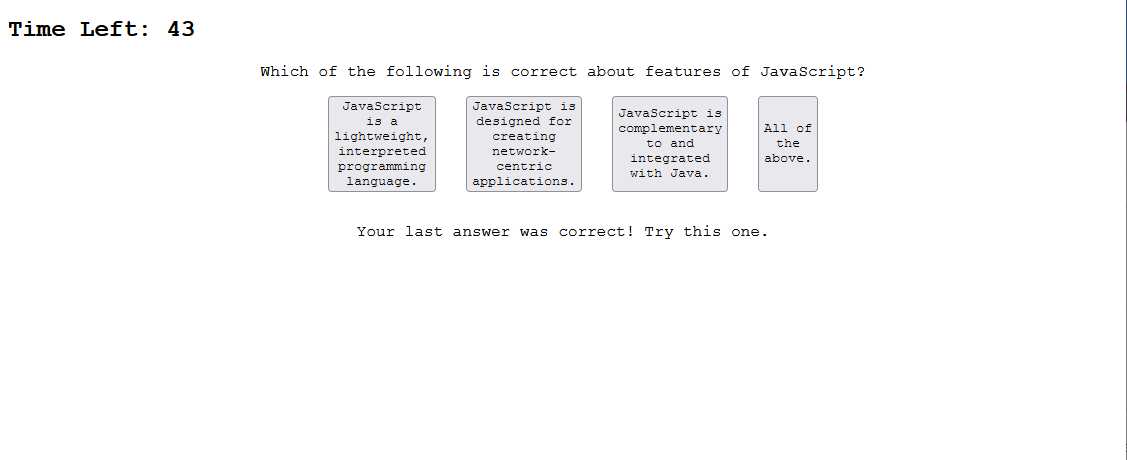 Time Left: 43
Which of the following is correct about features of JavaScript?
JavaScript
is a
lightweight,
interpreted
programming
language.
JavaScript is
designed for
creating
network-
centric
applications.
JavaScript is
complementary
to and
integrated
with Java.
All of
the
above.
Your last answer was correct! Try this one.